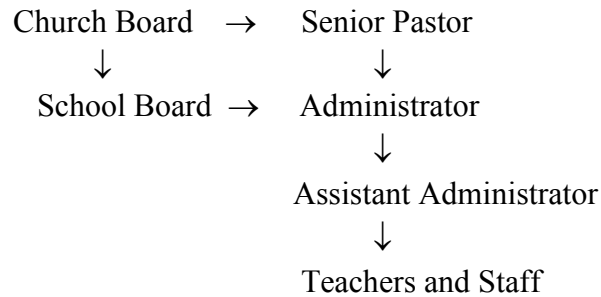 Church Board → Senior Pastor
↓ ↓
School Board → Administrator
↓
Assistant Administrator
↓
Teachers and Staff